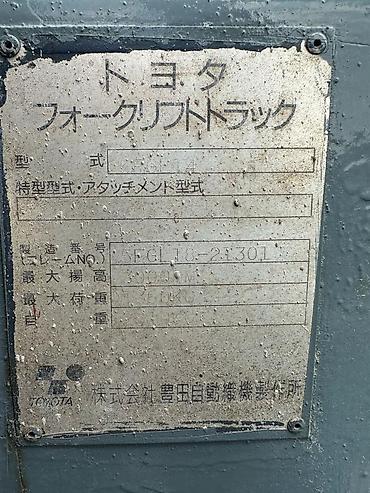 トヨタ
フォークリフトトラック
型式
特型型式・アタッチメント型式
製造番号
(フレームNO.) 5FGL18-21301
最大揚高
最大荷重
自重
TOYOTA 株式会社豊田自動織機製作所